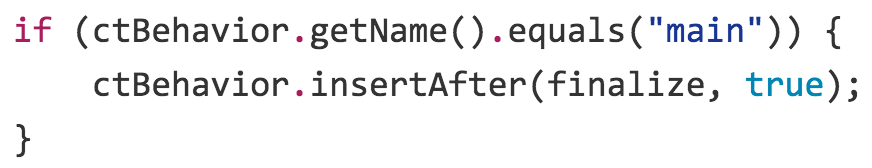 if (ctBehavior.getName().equals("main")) {
    ctBehavior.insertAfter(finalize, true);
}